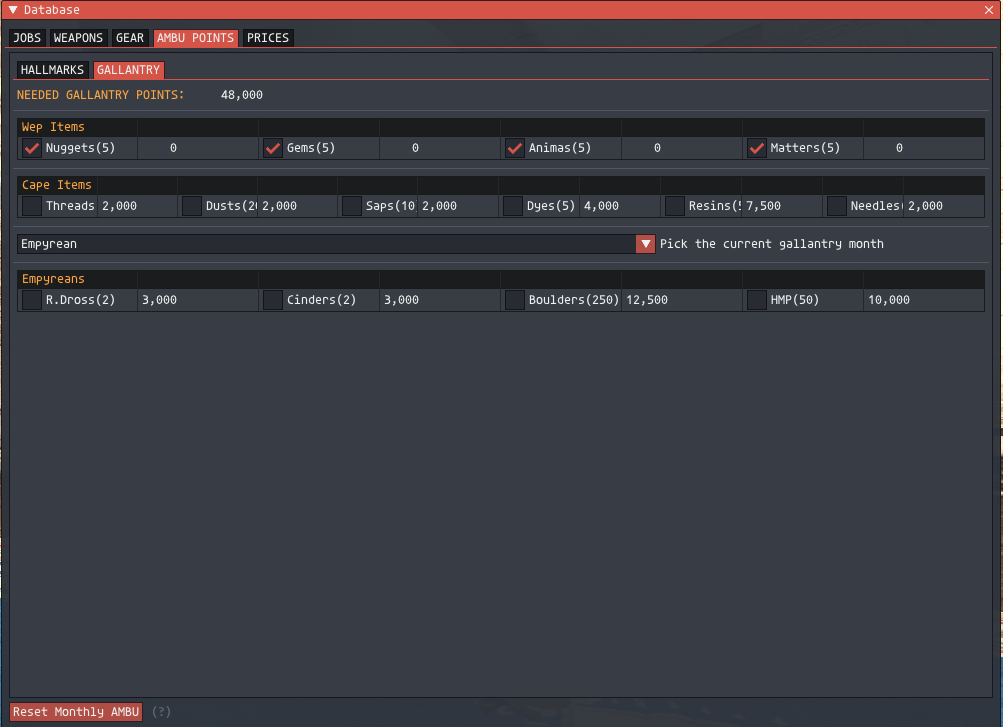 Database
JOBS WEAPONS GEAR AMBU POINTS PRICES
HALLMARKS GALLANTRY
NEEDED GALLANTRY POINTS: 48,000
Wep Items
Nuggets(5) 0 Gems(5) 0 Animas(5) 0 Matters(5) 0
Cape Items
Threads 2,000 Dusts(20 2,000 Saps(10 2,000 Dyes(5) 4,000 Resins(5 7,500 Needles( 2,000
Empyrean Pick the current gallantry month
Empyreans
R.Dross(2) 3,000 Cinders(2) 3,000 Boulders(250) 12,500 HMP(50) 10,000
Reset Monthly AMBU (?)